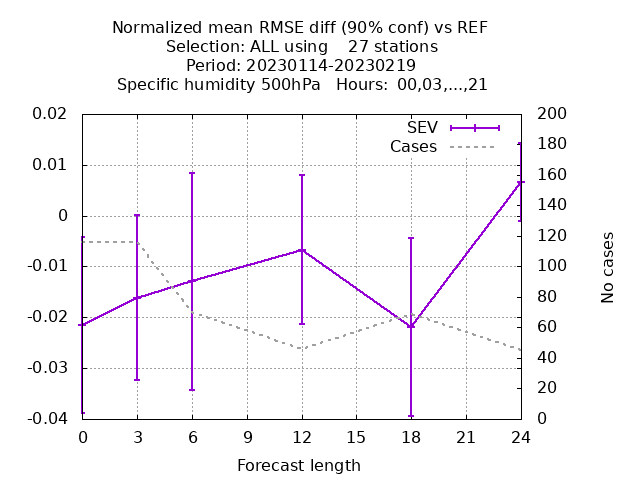 Normalized mean RMSE diff (90% conf) vs REF
Selection: ALL using    27 stations
Period: 20230114-20230219
Specific humidity 500hPa   Hours: 00,03,...,21
SEV
Cases
0.02
0.01
0
-0.01
-0.02
-0.03
-0.04
200
180
160
140
120
100
80
60
40
20
0
No cases
0 3 6 9 12 15 18 21 24
Forecast length